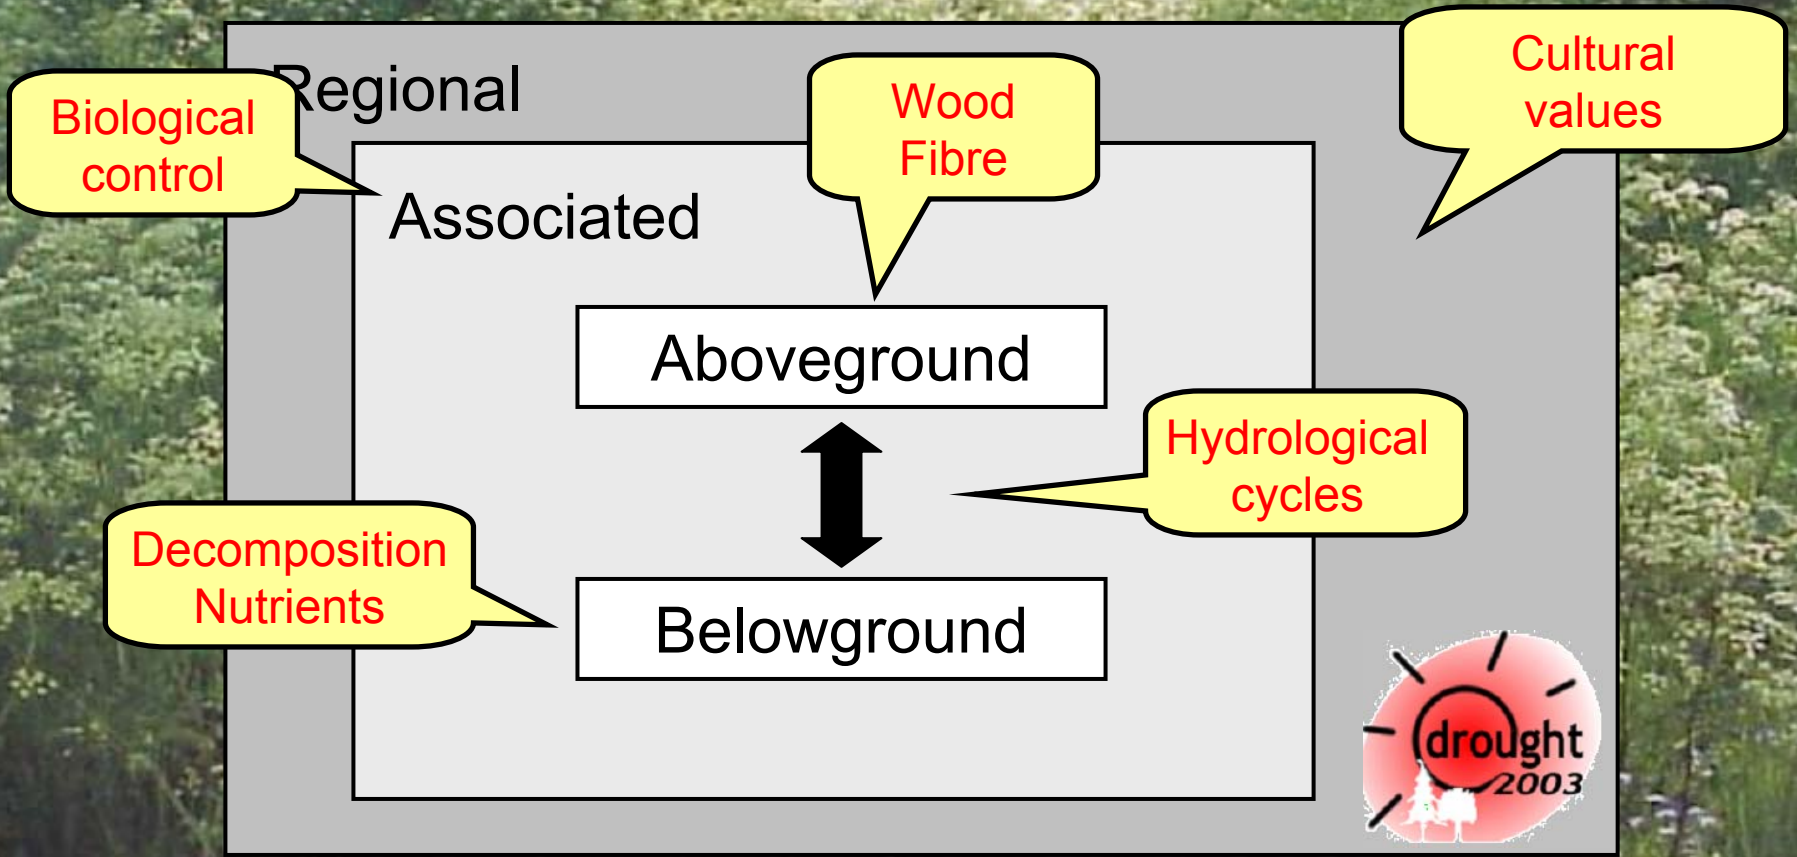 Regional
Biological
control
Wood
Fibre
Cultural
values
Associated
Aboveground
Hydrological
cycles
Decomposition
Nutrients
Belowground
drought
2003